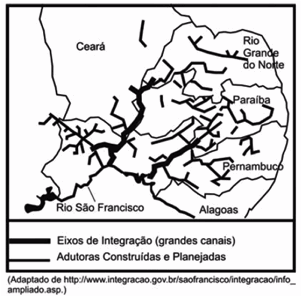 Ceará
Rio
Grande
do Norte
Paraíba
Pernambuco
Rio São Francisco
Alagoas
Eixos de Integração (grandes canais)
Adutoras Construídas e Planejadas
(Adaptado de http://www.integracao.gov.br/saofrancisco/integracao/info_
ampliado.asp.)